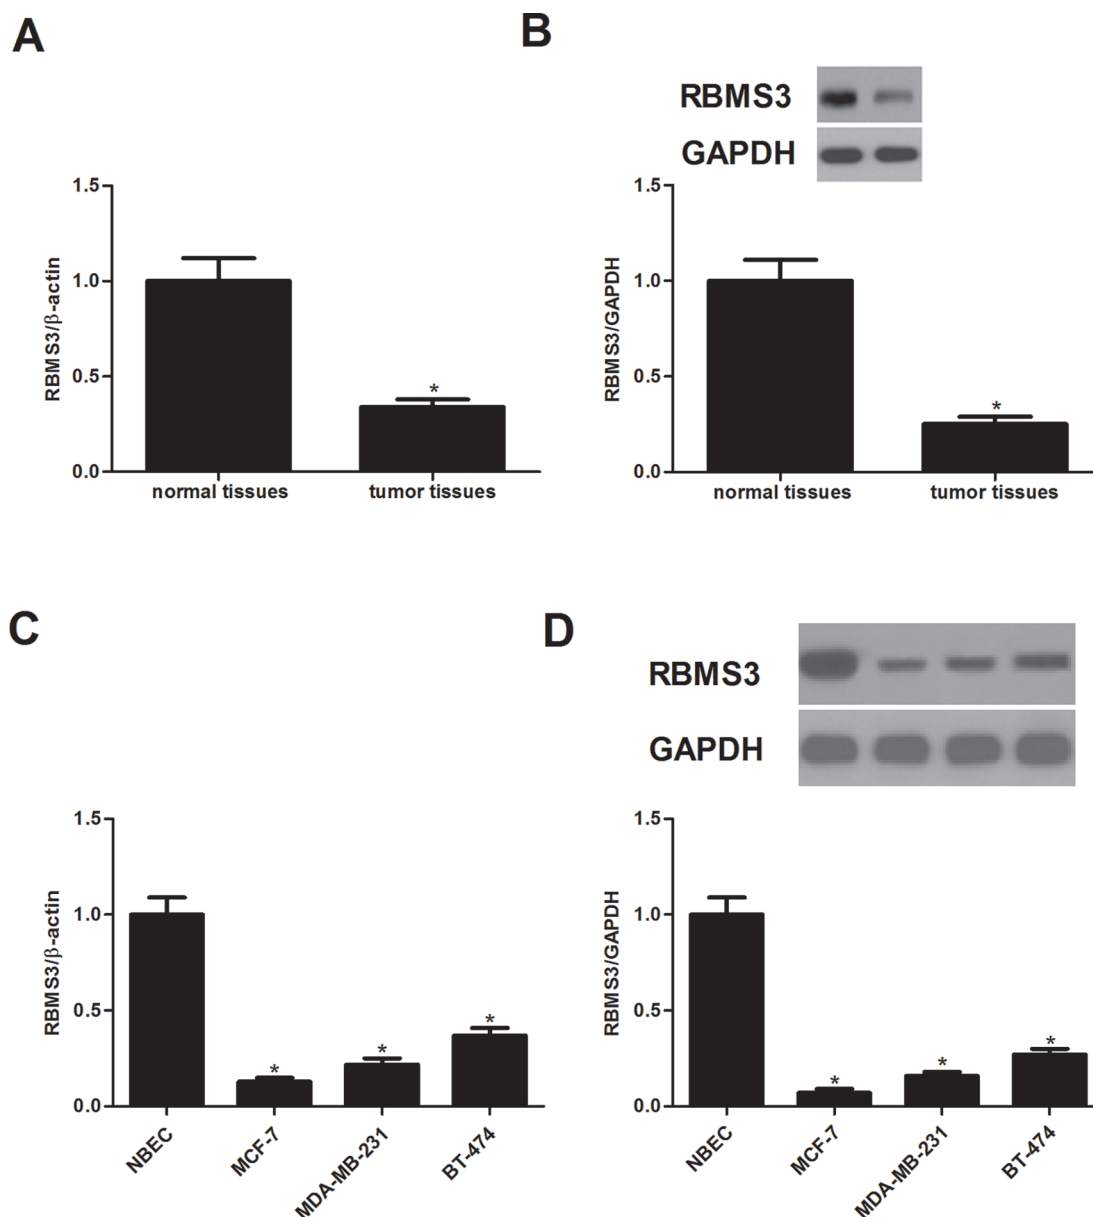 A
B
RBMS3
GAPDH
1.5
1.0
0.5
0.0
RBMS3/β-actin
*
normal tissues
tumor tissues
1.5
1.0
0.5
0.0
RBMS3/GAPDH
*
normal tissues
tumor tissues
C
D
RBMS3
GAPDH
1.5
1.0
0.5
0.0
RBMS3/β-actin
*
*
*
NBEC
MCF-7
MDA-MB-231
BT-474
1.5
1.0
0.5
0.0
RBMS3/GAPDH
*
*
*
NBEC
MCF-7
MDA-MB-231
BT-474